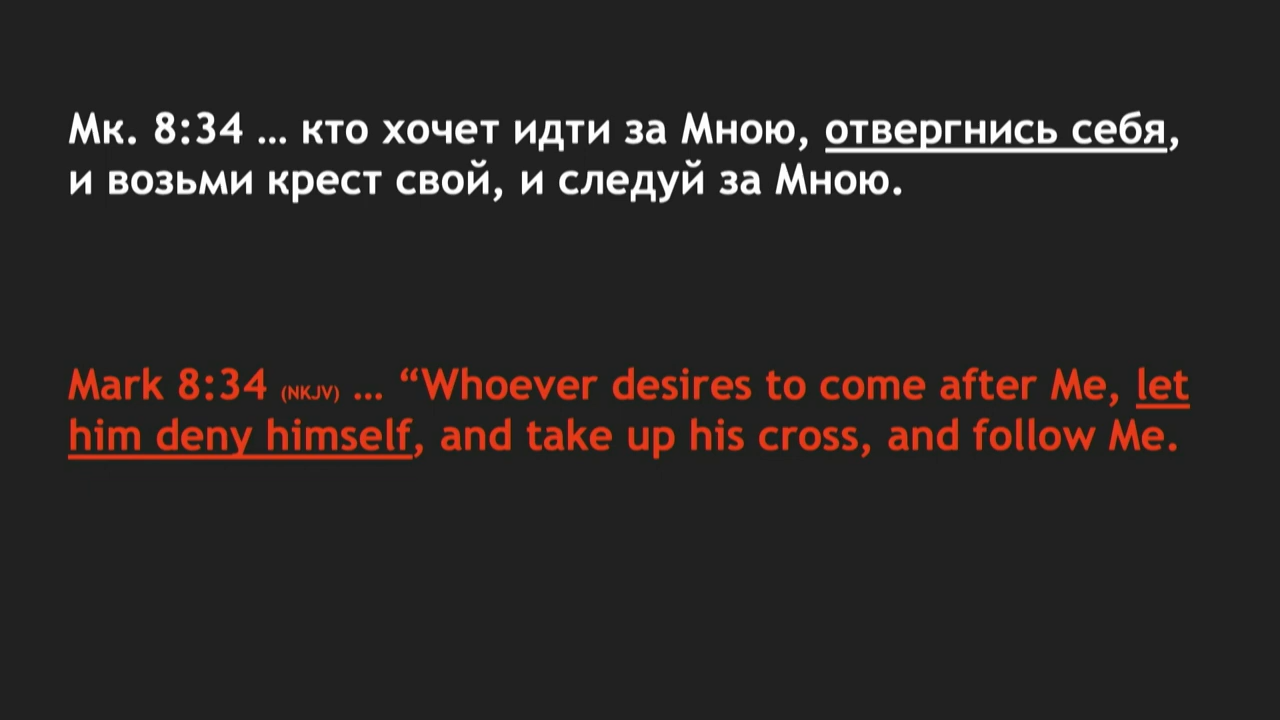 Мк. 8:34 … кто хочет идти за Мною, отвергнись себя,
и возьми крест свой, и следуй за Мною.
Mark 8:34 (NKJV) … “Whoever desires to come after Me, let
him deny himself, and take up his cross, and follow Me.